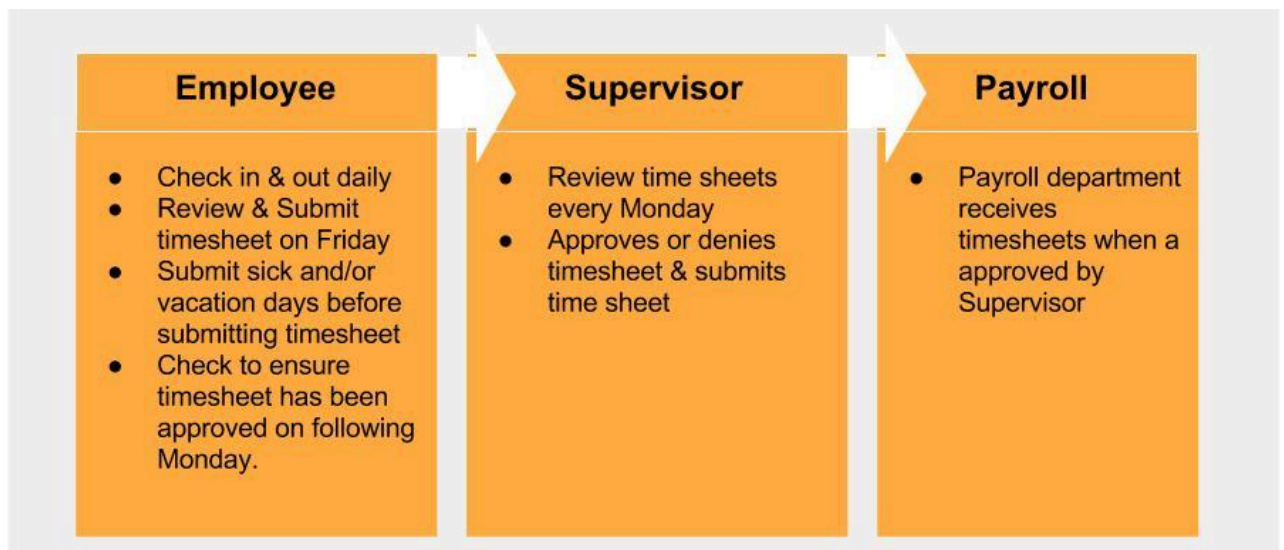 Employee
● Check in & out daily
● Review & Submit
timesheet on Friday
● Submit sick and/or
vacation days before
submitting timesheet
● Check to ensure
timesheet has been
approved on following
Monday.
Supervisor
● Review time sheets
every Monday
● Approves or denies
timesheet & submits
time sheet
Payroll
● Payroll department
receives
timesheets when a
approved by
Supervisor